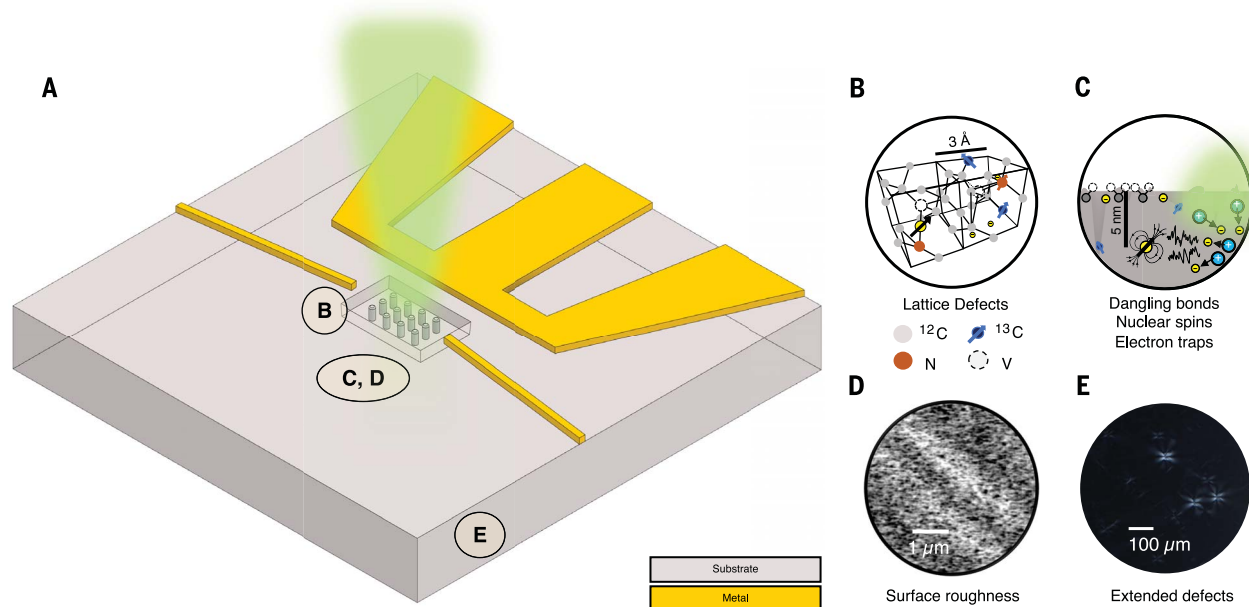 A
B
C, D
E
Substrate
Metal
B
3 Å
Lattice Defects
¹²C
¹³C
N
V
C
5 nm
Dangling bonds
Nuclear spins
Electron traps
D
1 µm
Surface roughness
E
100 µm
Extended defects